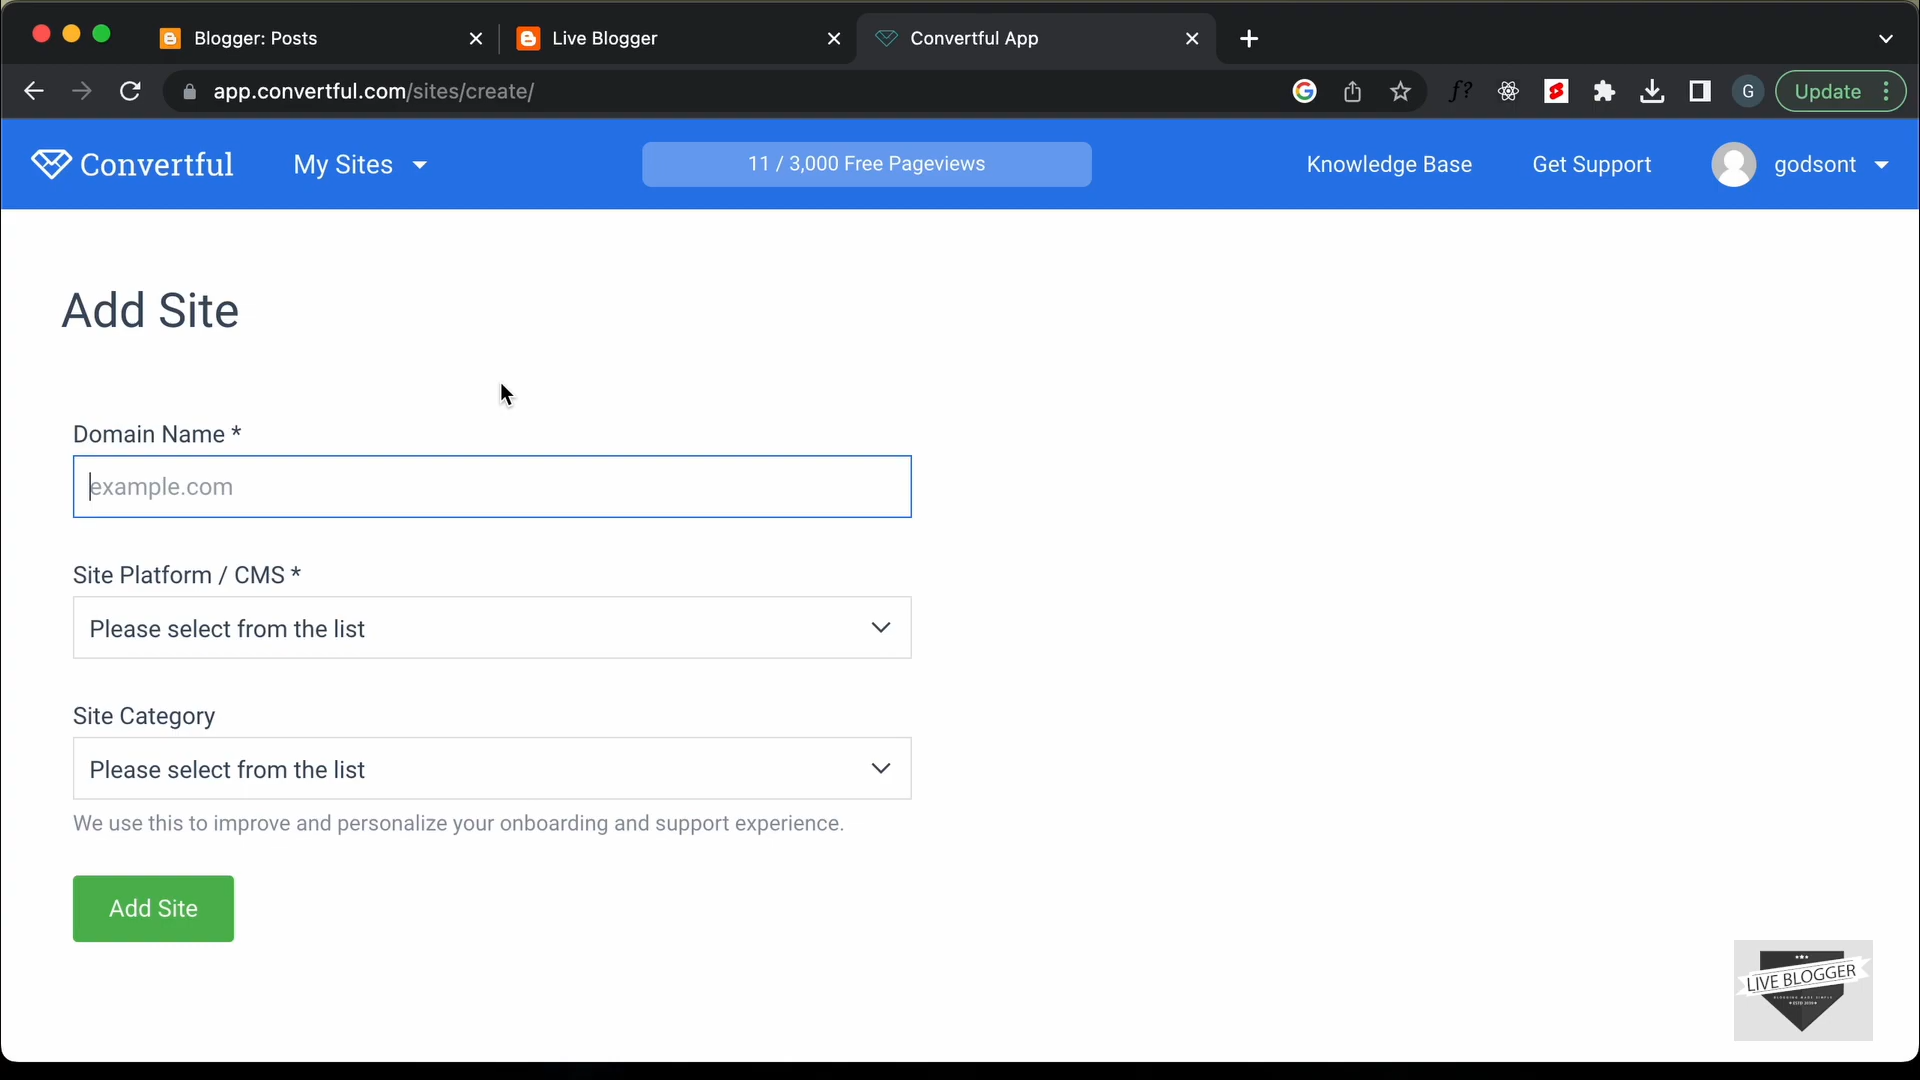 Blogger: Posts
Live Blogger
Convertful App
app.convertful.com/sites/create/
f?
G
Update
Convertful
My Sites
11 / 3,000 Free Pageviews
Knowledge Base
Get Support
godsont
Add Site
Domain Name *
example.com
Site Platform / CMS *
Please select from the list
Site Category
Please select from the list
We use this to improve and personalize your onboarding and support experience.
Add Site
LIVE BLOGGER